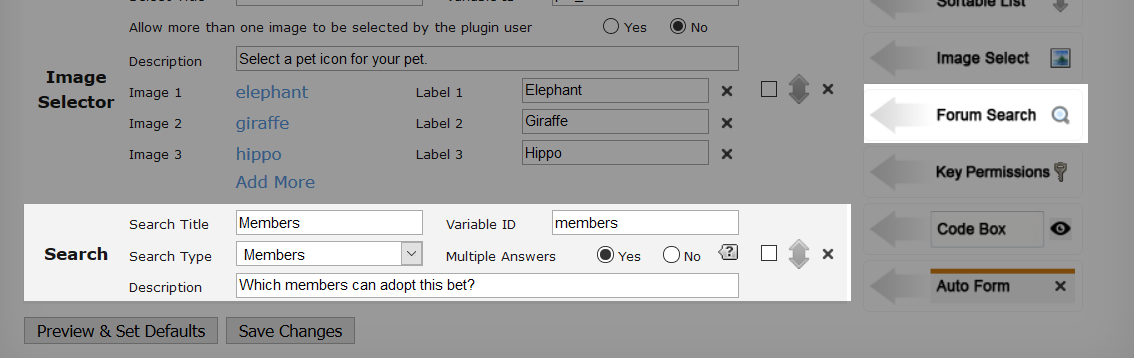 Sortable List
Allow more than one image to be selected by the plugin user Yes No
Image Selector
Description Select a pet icon for your pet.
Image 1 elephant Label 1 Elephant
Image 2 giraffe Label 2 Giraffe
Image 3 hippo Label 3 Hippo
Add More
Search
Search Title Members Variable ID members
Search Type Members Multiple Answers Yes No ?
Description Which members can adopt this bet?
Preview & Set Defaults Save Changes
Image Select
Forum Search
Key Permissions
Code Box
Auto Form